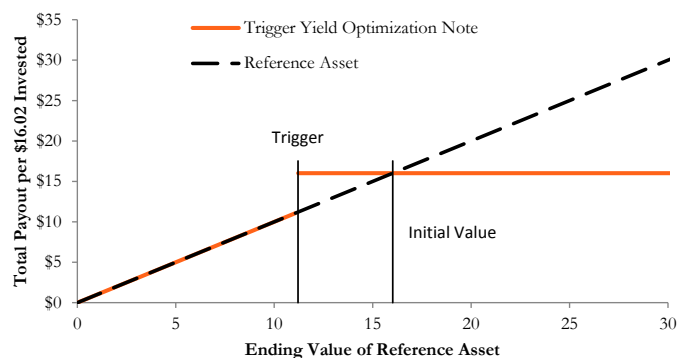 $35
Trigger Yield Optimization Note
$30
Reference Asset
$25
$20
Trigger
$15
$10
Initial Value
$5
$0
0
5
10
15
20
25
30
Total Payout per $16.02 Invested
Ending Value of Reference Asset